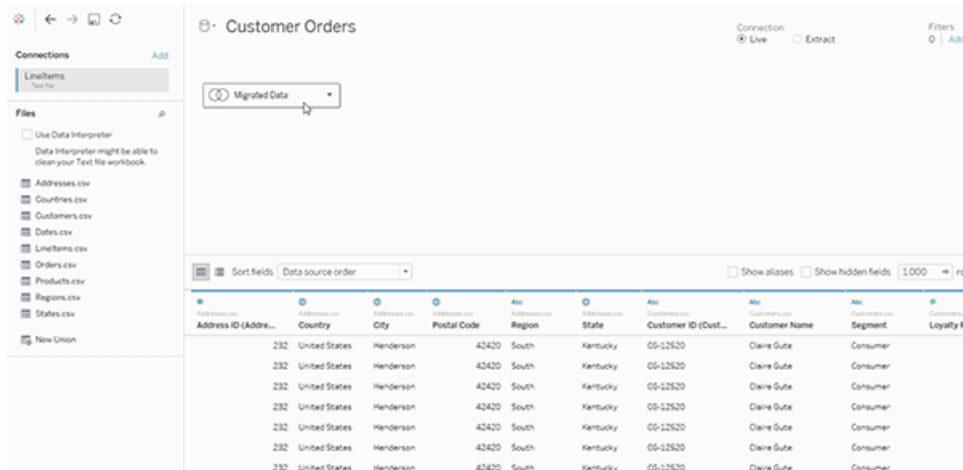 Customer Orders
Connection
Live
Extract
Filters
0 | Add
Connections
Add
LineItems
Text file
Migrated Data
Files
Use Data Interpreter
Data Interpreter might be able to
clean your Text file workbook.
Addresses.csv
Countries.csv
Customers.csv
Dates.csv
LineItems.csv
Orders.csv
Products.csv
Regions.csv
States.csv
New Union
Sort fields Data source order
Show aliases Show hidden fields 1,000
Abc Abc Abc Abc
Addresses.csv Addresses.csv Addresses.csv Addresses.csv Addresses.csv Addresses.csv Customers.csv Customers.csv Customers.csv Customers.csv
Address ID (Addre... Country City Postal Code Region State Customer ID (Cust... Customer Name Segment Loyalty
232 United States Henderson 42420 South Kentucky CG-12520 Claire Gute Consumer
232 United States Henderson 42420 South Kentucky CG-12520 Claire Gute Consumer
232 United States Henderson 42420 South Kentucky CG-12520 Claire Gute Consumer
232 United States Henderson 42420 South Kentucky CG-12520 Claire Gute Consumer
232 United States Henderson 42420 South Kentucky CG-12520 Claire Gute Consumer
232 United States Henderson 42420 South Kentucky CG-12520 Claire Gute Consumer
232 United States Henderson 42420 South Kentucky CG-12520 Claire Gute Consumer